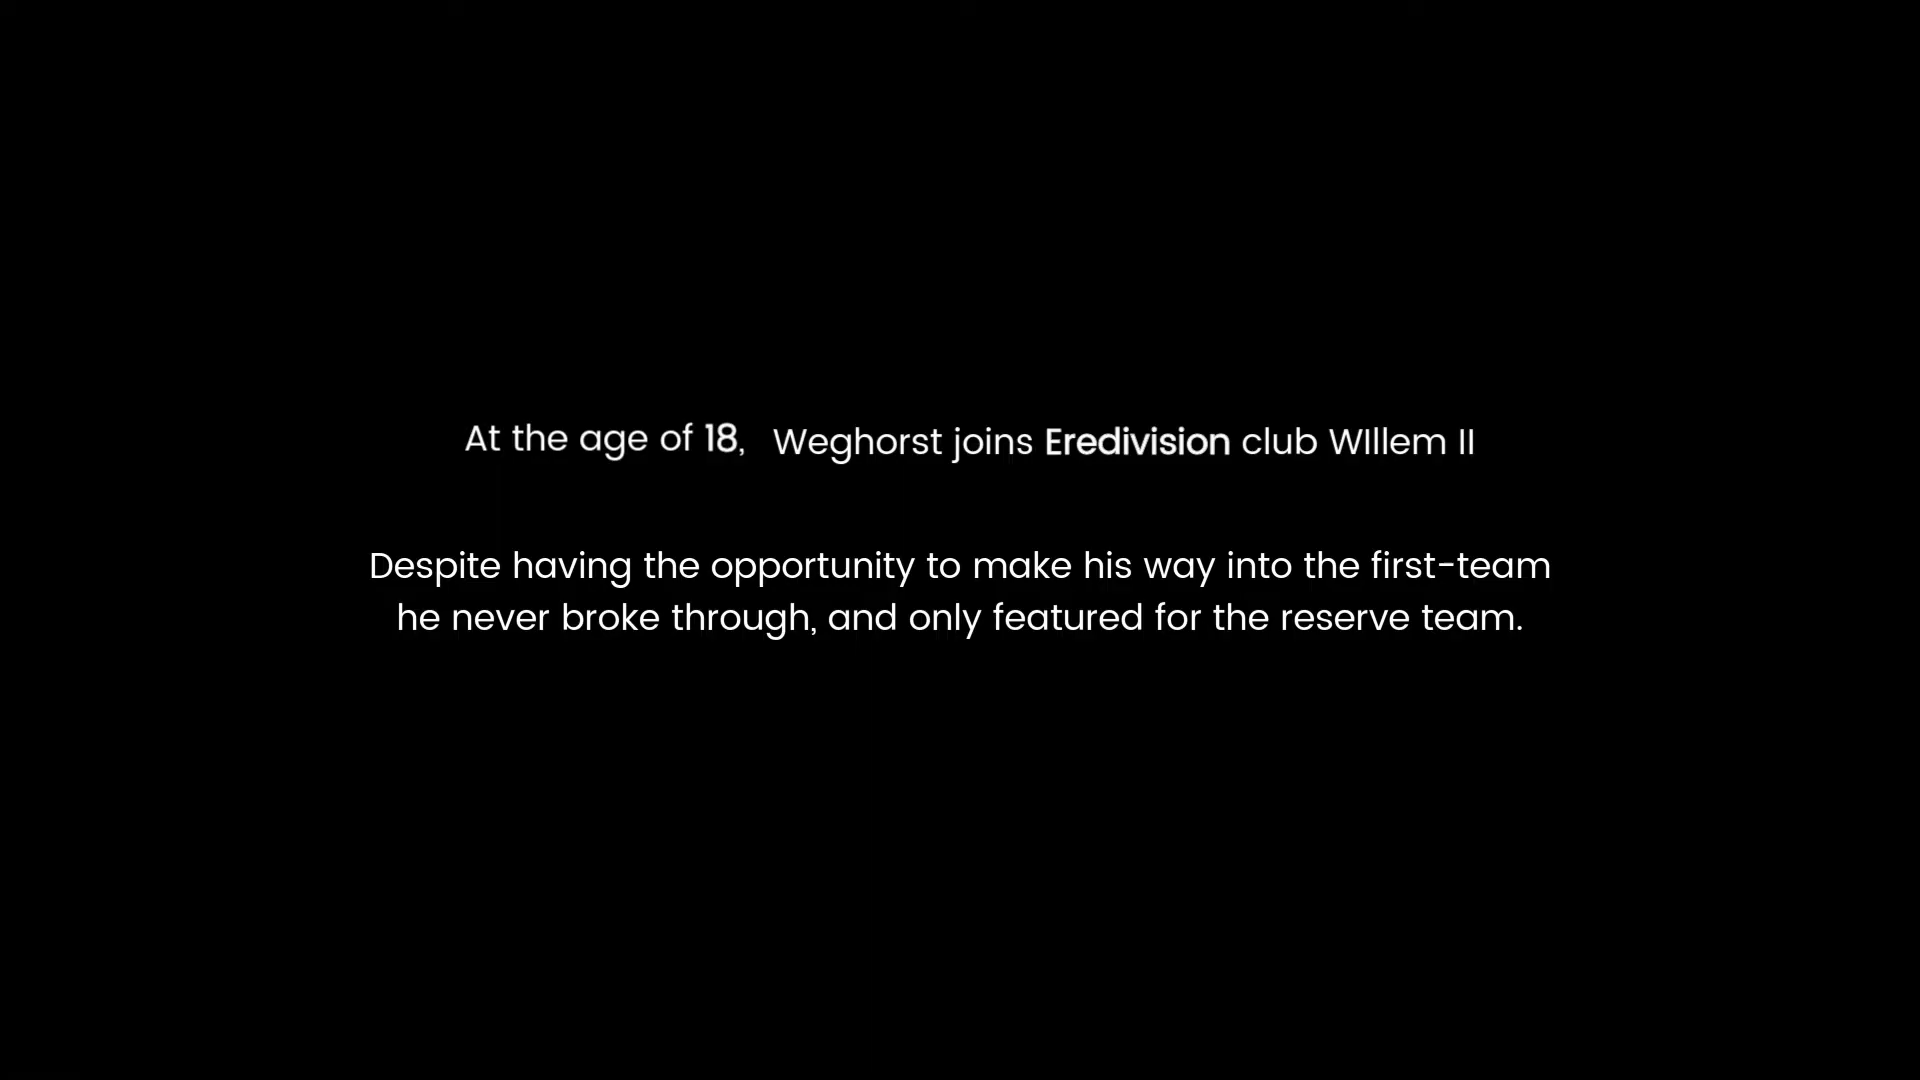 At the age of 18, Weghorst joins Eredivision club WIllem II
Despite having the opportunity to make his way into the first-team
he never broke through, and only featured for the reserve team.